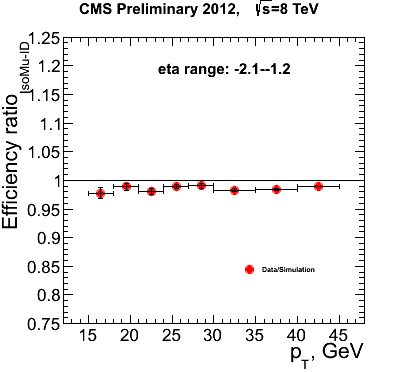 CMS Preliminary 2012, √s=8 TeV
Efficiency ratio IsoMu-ID
1.25
1.2
1.15
1.1
1.05
1
0.95
0.9
0.85
0.8
0.75
eta range: -2.1--1.2
Data/Simulation
15 20 25 30 35 40 45
pT, GeV